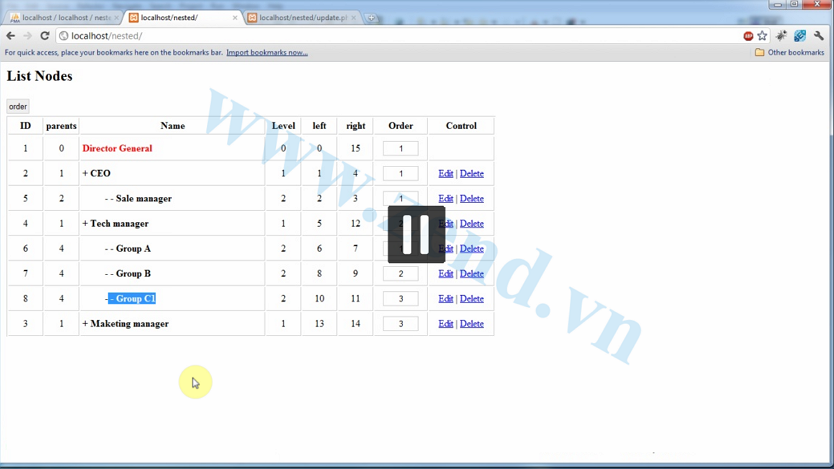 localhost / localhost / neste
localhost/nested/
localhost/nested/update.pl
localhost/nested/
For quick access, place your bookmarks here on the bookmarks bar. Import bookmarks now...
Other bookmarks
List Nodes
order
ID parents Name Level left right Order Control
1 0 Director General 0 0 15 1
2 1 + CEO 1 1 4 1 Edit | Delete
5 2 - - Sale manager 2 2 3 1 Edit | Delete
4 1 + Tech manager 1 5 12 2 Edit | Delete
6 4 - - Group A 2 6 7 1 Edit | Delete
7 4 - - Group B 2 8 9 2 Edit | Delete
8 4 - - Group C1 2 10 11 3 Edit | Delete
3 1 + Maketing manager 1 13 14 3 Edit | Delete
www.zend.vn